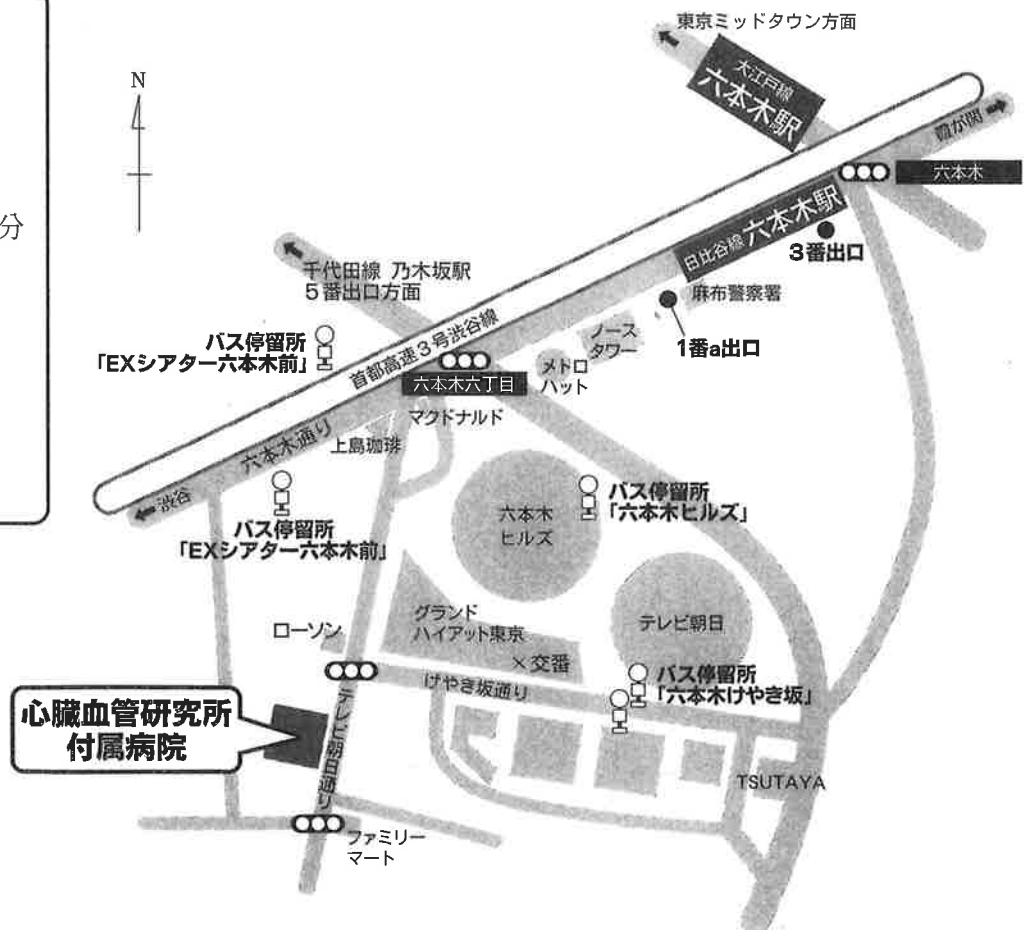 東京ミッドタウン方面
N
大江戸線
六本木駅
霞が関
六本木
分
日比谷線 六本木駅
3番出口
千代田線 乃木坂駅
5番出口方面
麻布警察署
1番a出口
ノース
タワー
バス停留所
「EXシアター六本木前」
首都高速3号渋谷線
メトロ
ハット
六本木六丁目
マクドナルド
六本木通り
上島珈琲
渋谷
バス停留所
「EXシアター六本木前」
六本木
ヒルズ
バス停留所
「六本木ヒルズ」
グランド
ハイアット東京
テレビ朝日
ローソン
×交番
けやき坂通り
バス停留所
「六本木けやき坂」
心臓血管研究所
付属病院
テレビ朝日通り
TSUTAYA
ファミリー
マート